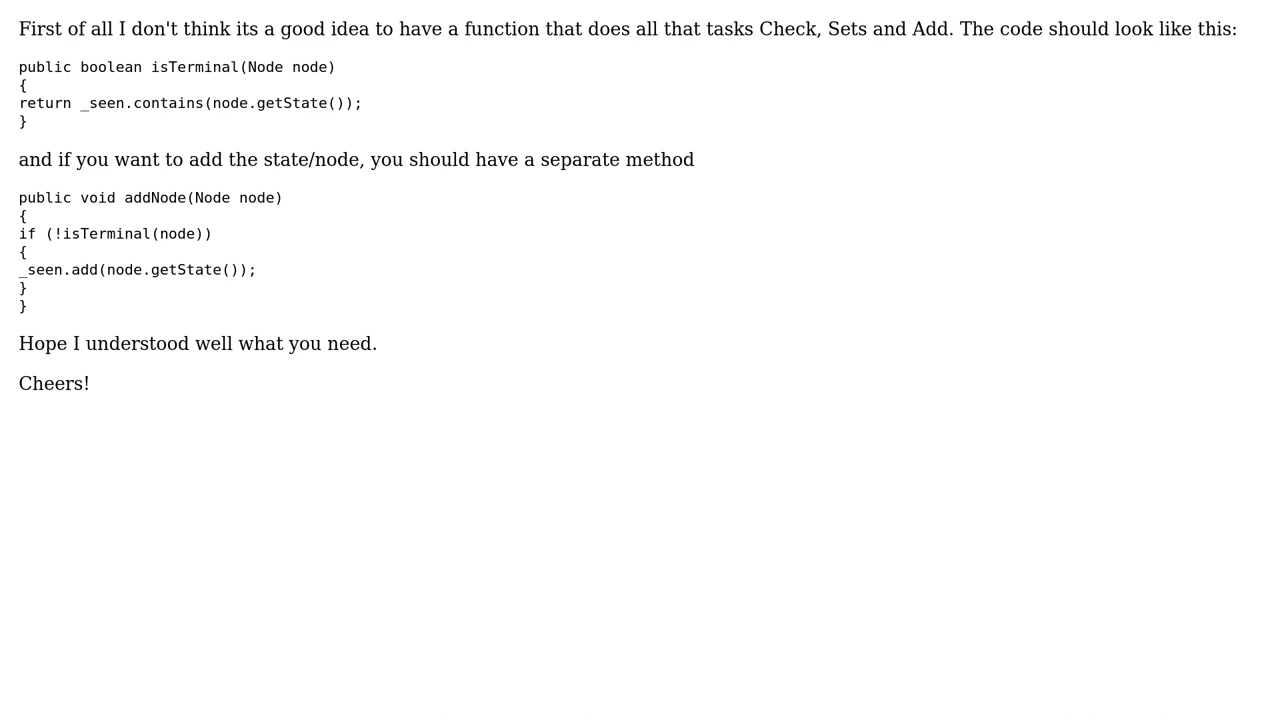 First of all I don't think its a good idea to have a function that does all that tasks Check, Sets and Add. The code should look like this:
public boolean isTerminal(Node node)
{
return _seen.contains(node.getState());
}
and if you want to add the state/node, you should have a separate method
public void addNode(Node node)
{
if (!isTerminal(node))
{
_seen.add(node.getState());
}
}
Hope I understood well what you need.
Cheers!